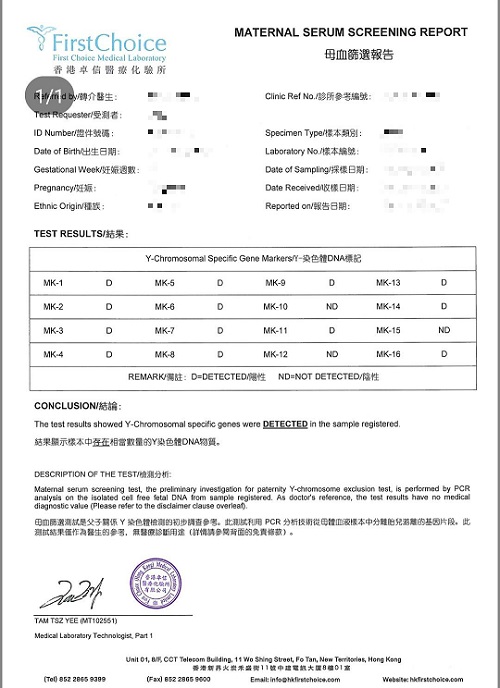 FirstChoice
First Choice Medical Laboratory
香港卓信醫療化驗所
MATERNAL SERUM SCREENING REPORT
母血篩選報告
1/1
Referred by/轉介醫生:
Clinic Ref No./診所參考編號:
Test Requester/受測者:
ID Number/證件號碼:
Specimen Type/樣本類別:
Date of Birth/出生日期:
Laboratory No./樣本編號:
Gestational Week/妊娠週數:
Date of Sampling/採樣日期:
Pregnancy/妊娠:
Date Received/收樣日期:
Ethnic Origin/種族:
Reported on/報告日期:
TEST RESULTS/結果:
Y-Chromosomal Specific Gene Markers/Y-染色體DNA標記
MK-1 D MK-5 D MK-9 D MK-13 D
MK-2 D MK-6 D MK-10 ND MK-14 D
MK-3 D MK-7 D MK-11 D MK-15 ND
MK-4 D MK-8 D MK-12 ND MK-16 D
REMARK/備註: D=DETECTED/陽性 ND=NOT DETECTED/陰性
CONCLUSION/結論:
The test results showed Y-Chromosomal specific genes were DETECTED in the sample registered.
結果顯示樣本中存在相當數量的Y染色體DNA物質。
DESCRIPTION OF THE TEST/檢測分析:
Maternal serum screening test, the preliminary investigation for paternity Y-chromosome exclusion test, is performed by PCR
analysis on the isolated cell free fetal DNA from sample registered. As doctor's reference, the test results have no medical
diagnostic value (Please refer to the disclaimer clause overleaf).
母血篩選測試是父子關係 Y 染色體檢測的初步調查參考。此測試利用 PCR 分析技術從母體血液樣本中分離胎兒游離的基因片段。此
測試結果僅作為醫生的參考，無醫療診斷用途（詳情請參閱背面的免責條款）。
香港卓信
醫療化驗所
有限公司
TAM TSZ YEE (MT102551)
Medical Laboratory Technologist, Part 1
Unit 01, 8/F, CCT Telecom Building, 11 Wo Shing Street, Fo Tan, New Territories, Hong Kong
香港新界火炭禾盛街11號中建電訊大廈8樓01室
(Tel) 852 2865 9399 (Fax) 852 2865 9600 Email: info@hkfirstchoice.com Website: hkfirstchoice.com